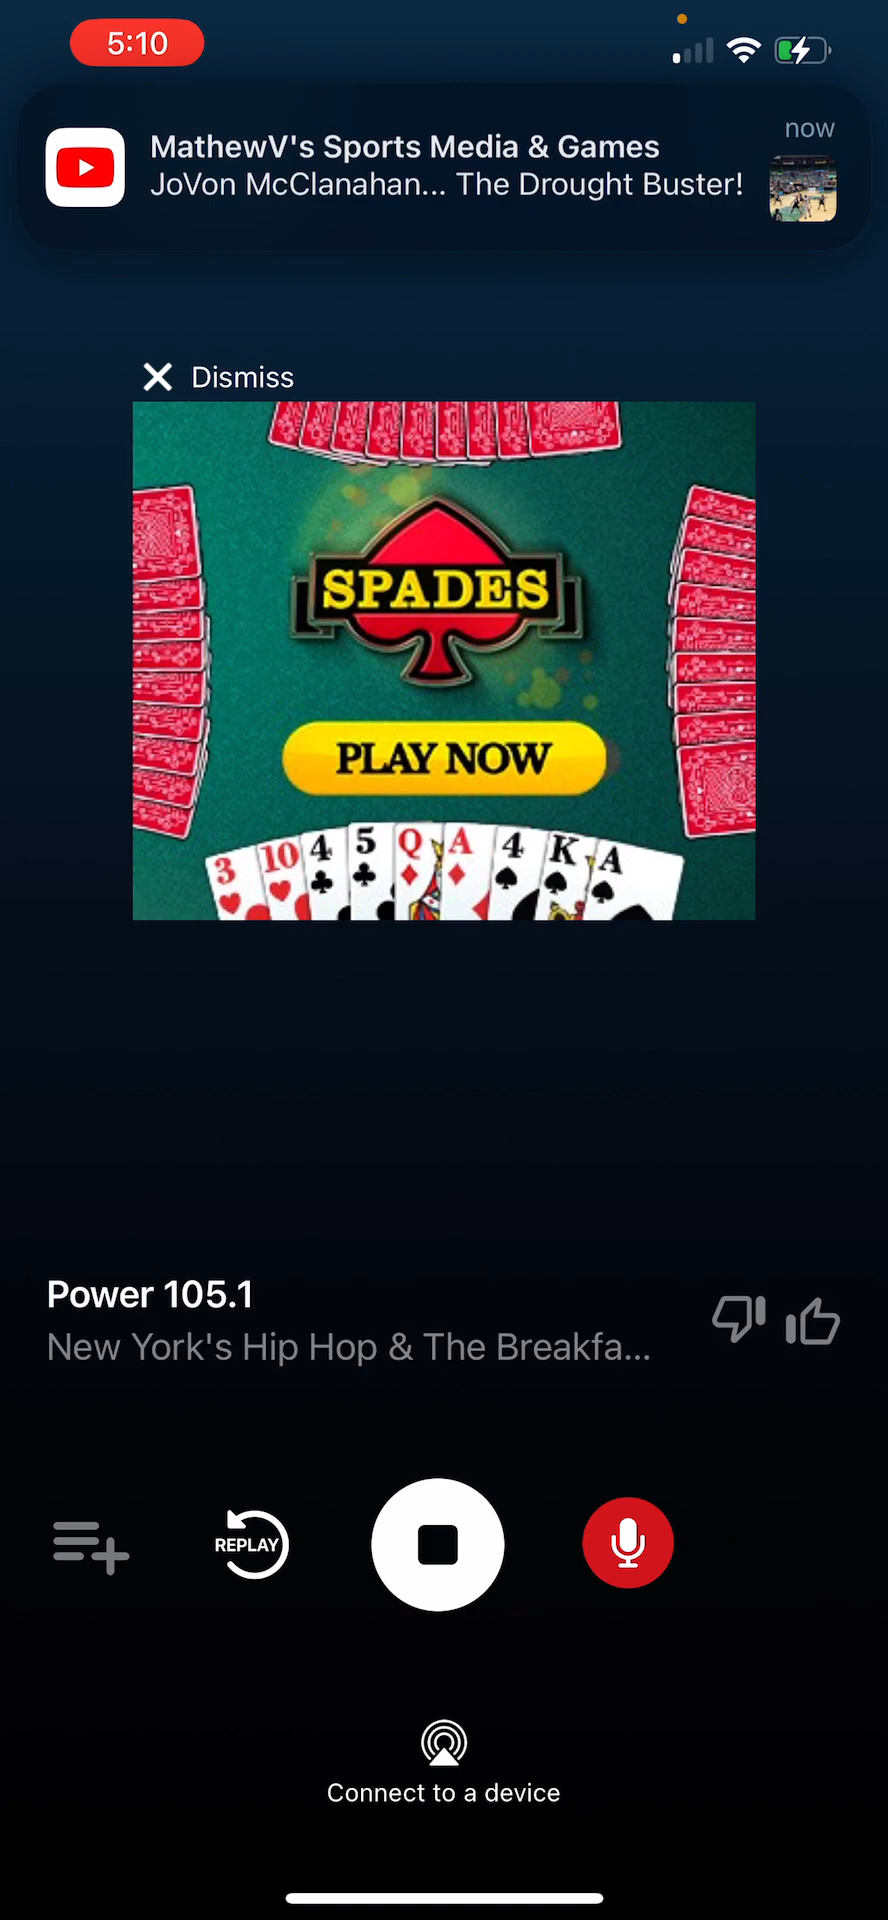 5:10
now
MathewV's Sports Media & Games
JoVon McClanahan... The Drought Buster!
Dismiss
SPADES
PLAY NOW
3 10 4 5 Q A 4 K A
Power 105.1
New York's Hip Hop & The Breakfa...
REPLAY
Connect to a device